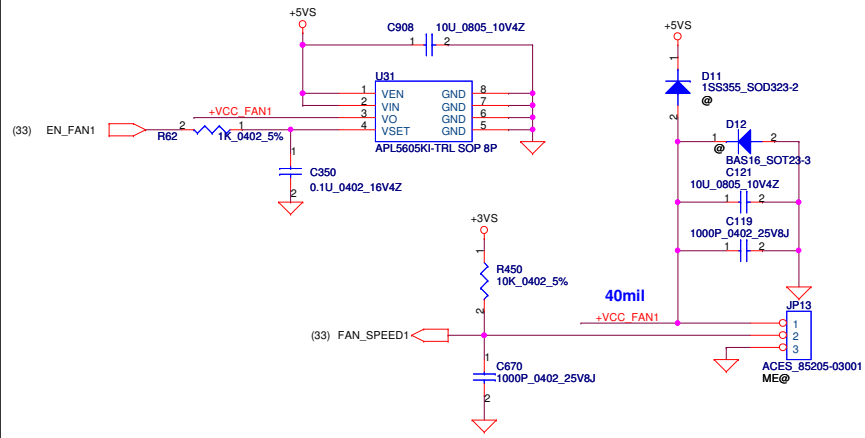 +5VS
C908
10U_0805_10V4Z
1
2
U31
1
VEN
GND
8
2
VIN
GND
7
3
VO
GND
6
4
VSET
GND
5
APL5605KI-TRL SOP 8P
+VCC_FAN1
(33)
EN_FAN1
2
R62
1
1K_0402_5%
1
C350
0.1U_0402_16V4Z
2
+5VS
1
D11
1SS355_SOD323-2
@
2
D12
1
2
@
BAS16_SOT23-3
C121
10U_0805_10V4Z
1
2
C119
1000P_0402_25V8J
1
2
+3VS
1
R450
10K_0402_5%
2
40mil
+VCC_FAN1
JP13
1
2
3
ACES_85205-03001
ME@
(33)
FAN_SPEED1
1
C670
1000P_0402_25V8J
2